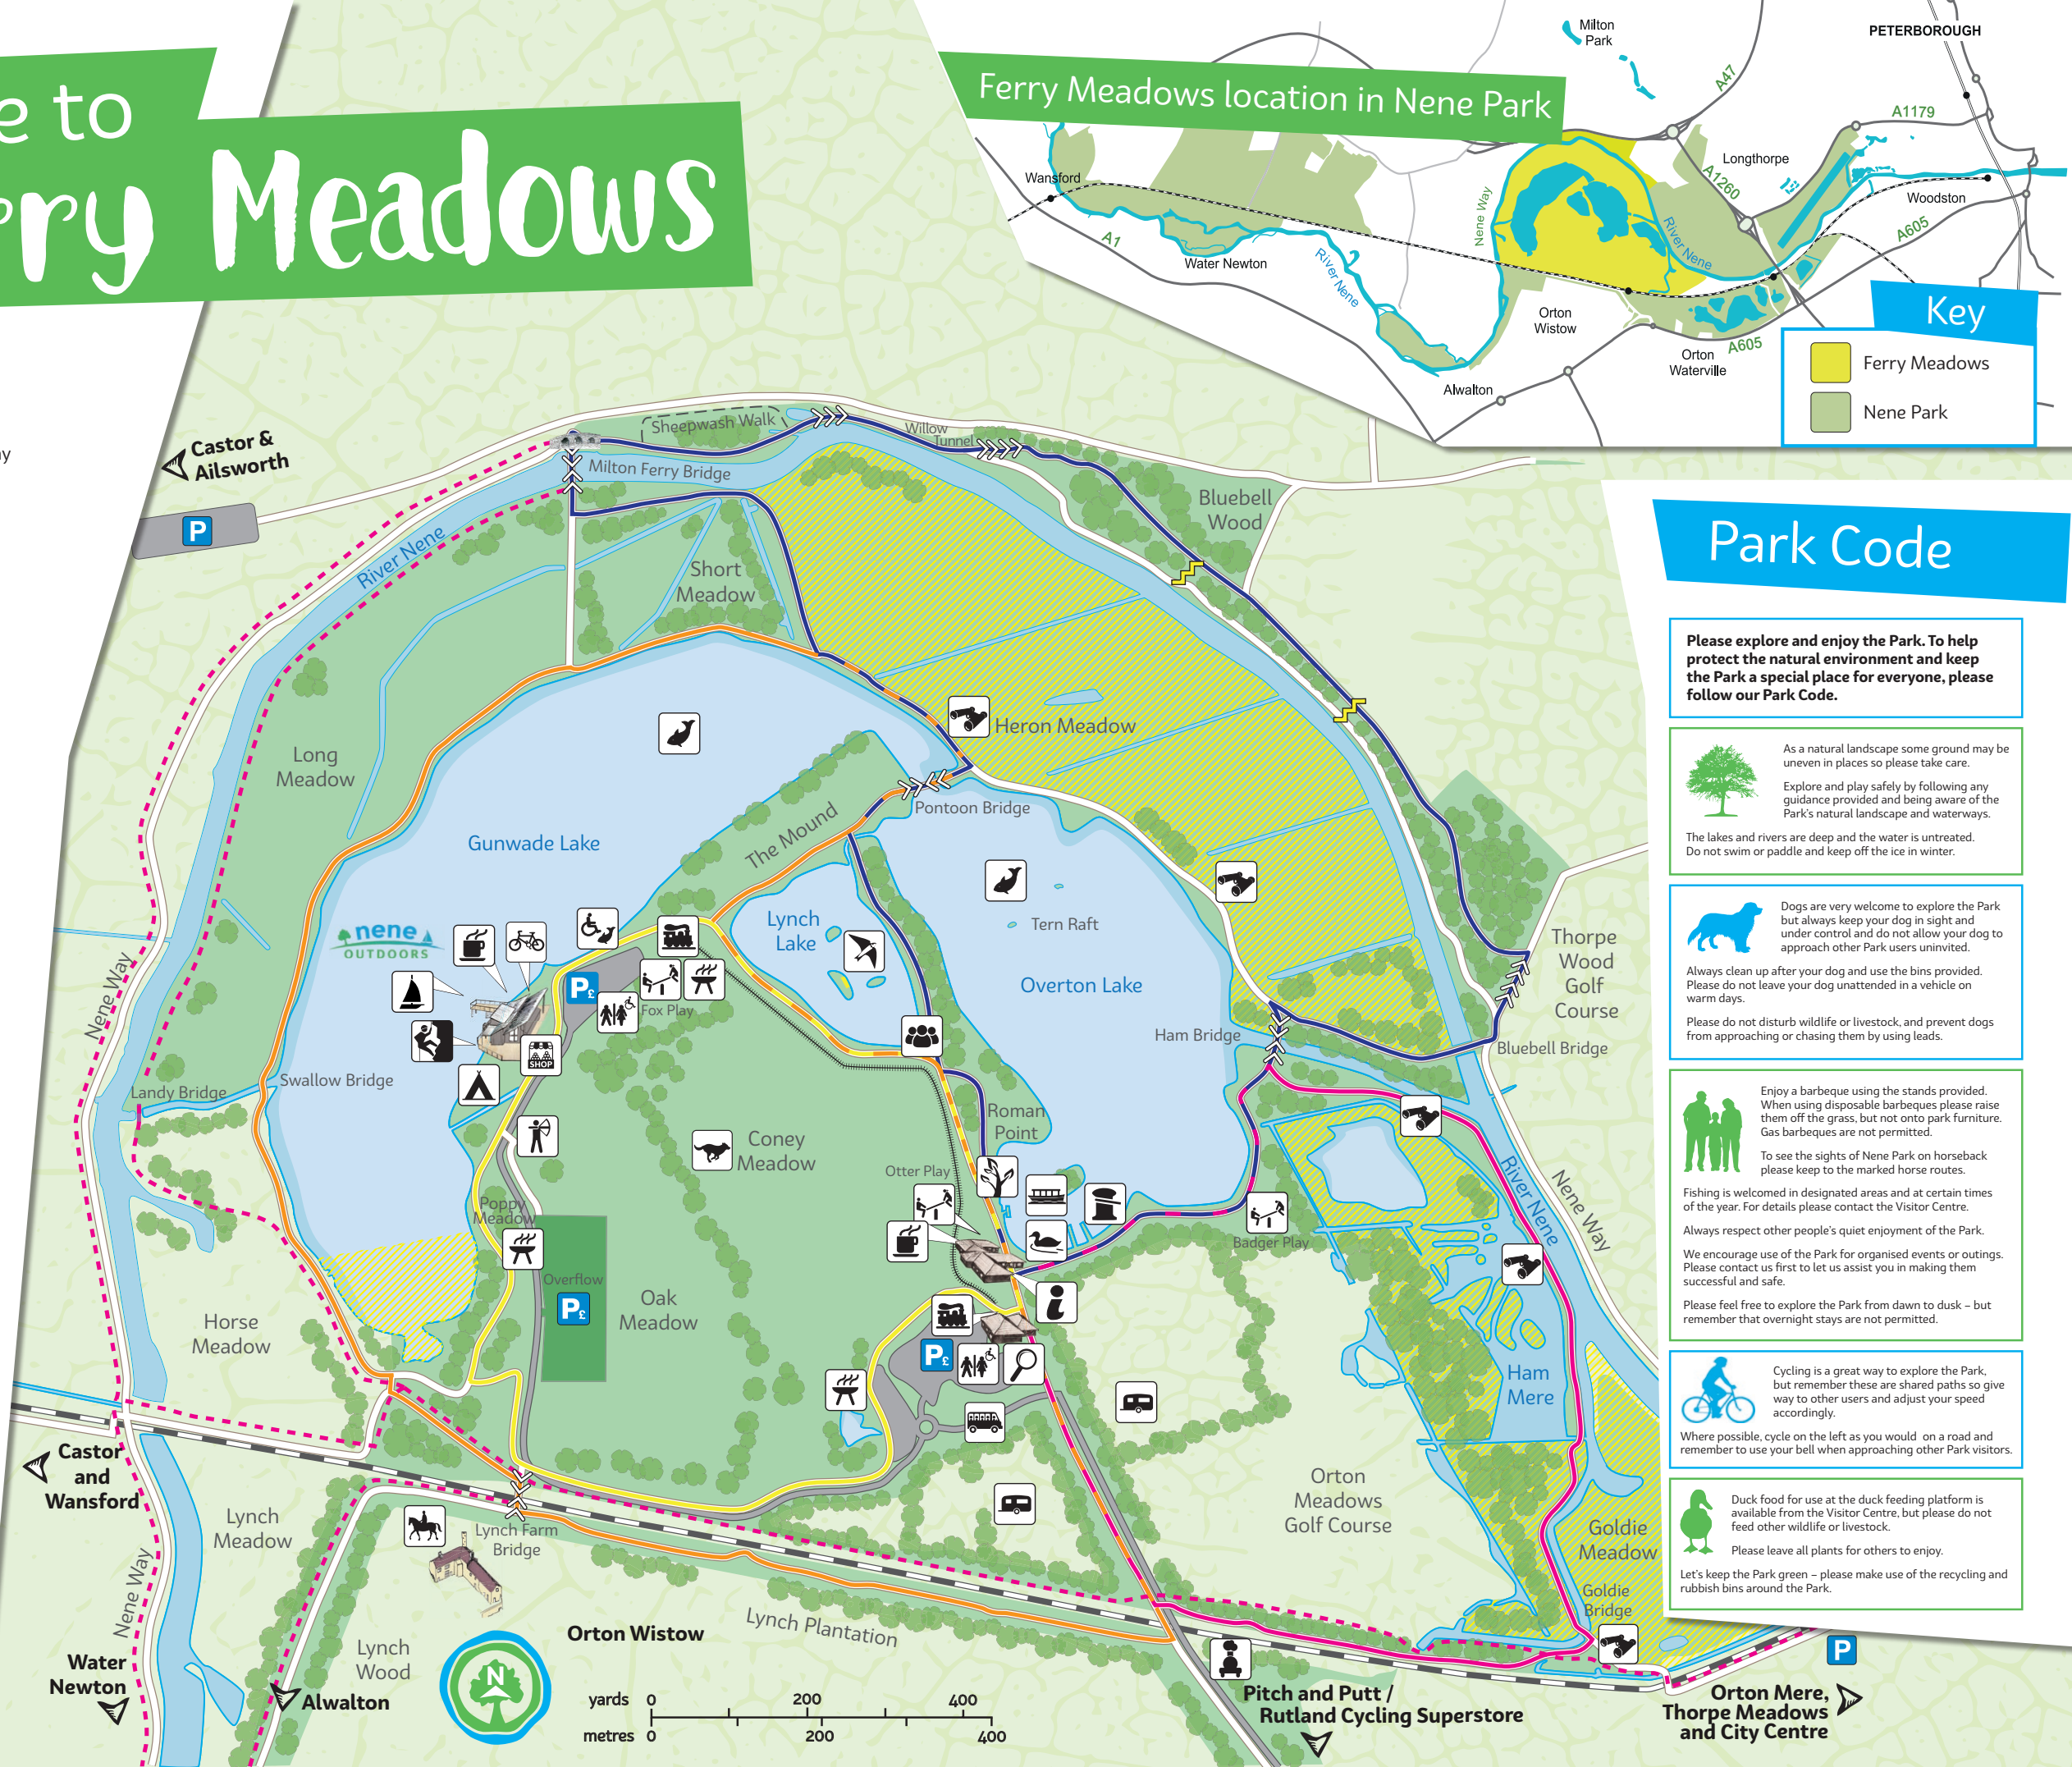 e to
rry Meadows
ay
Ferry Meadows location in Nene Park
Milton
Park
PETERBOROUGH
A47
A1179
Longthorpe
A1260
Wansford
Nene Way
River Nene
Woodston
A605
A1
Water Newton
River Nene
Orton
Wistow
Orton
Waterville
A605
Alwalton
Key
Ferry Meadows
Nene Park
Castor &
Ailsworth
P
Sheepwash Walk
Willow
Tunnel
Milton Ferry Bridge
River Nene
Bluebell
Wood
Short
Meadow
Heron Meadow
Long
Meadow
Pontoon Bridge
Gunwade Lake
The Mound
Lynch
Lake
Tern Raft
nene
OUTDOORS
Overton Lake
Thorpe
Wood
Golf
Course
P£
Fox Play
Nene Way
Ham Bridge
Bluebell Bridge
SHOP
Swallow Bridge
Landy Bridge
Roman
Point
Coney
Meadow
Otter Play
River Nene
Nene Way
Poppy
Meadow
Badger Play
Overflow
P£
Oak
Meadow
Horse
Meadow
i
P£
Ham
Mere
Castor
and
Wansford
Orton
Meadows
Golf Course
Lynch
Meadow
Lynch Farm
Bridge
Goldie
Meadow
Goldie
Bridge
Nene Way
Lynch Plantation
Orton Wistow
Lynch
Wood
N
Water
Newton
Alwalton
yards 0 200 400
metres 0 200 400
Pitch and Putt /
Rutland Cycling Superstore
P
Orton Mere,
Thorpe Meadows
and City Centre
Park Code
Please explore and enjoy the Park. To help
protect the natural environment and keep
the Park a special place for everyone, please
follow our Park Code.
As a natural landscape some ground may be
uneven in places so please take care.
Explore and play safely by following any
guidance provided and being aware of the
Park's natural landscape and waterways.
The lakes and rivers are deep and the water is untreated.
Do not swim or paddle and keep off the ice in winter.
Dogs are very welcome to explore the Park
but always keep your dog in sight and
under control and do not allow your dog to
approach other Park users uninvited.
Always clean up after your dog and use the bins provided.
Please do not leave your dog unattended in a vehicle on
warm days.
Please do not disturb wildlife or livestock, and prevent dogs
from approaching or chasing them by using leads.
Enjoy a barbeque using the stands provided.
When using disposable barbeques please raise
them off the grass, but not onto park furniture.
Gas barbeques are not permitted.
To see the sights of Nene Park on horseback
please keep to the marked horse routes.
Fishing is welcomed in designated areas and at certain times
of the year. For details please contact the Visitor Centre.
Always respect other people's quiet enjoyment of the Park.
We encourage use of the Park for organised events or outings.
Please contact us first to let us assist you in making them
successful and safe.
Please feel free to explore the Park from dawn to dusk – but
remember that overnight stays are not permitted.
Cycling is a great way to explore the Park,
but remember these are shared paths so give
way to other users and adjust your speed
accordingly.
Where possible, cycle on the left as you would on a road and
remember to use your bell when approaching other Park visitors.
Duck food for use at the duck feeding platform is
available from the Visitor Centre, but please do not
feed other wildlife or livestock.
Please leave all plants for others to enjoy.
Let's keep the Park green – please make use of the recycling and
rubbish bins around the Park.